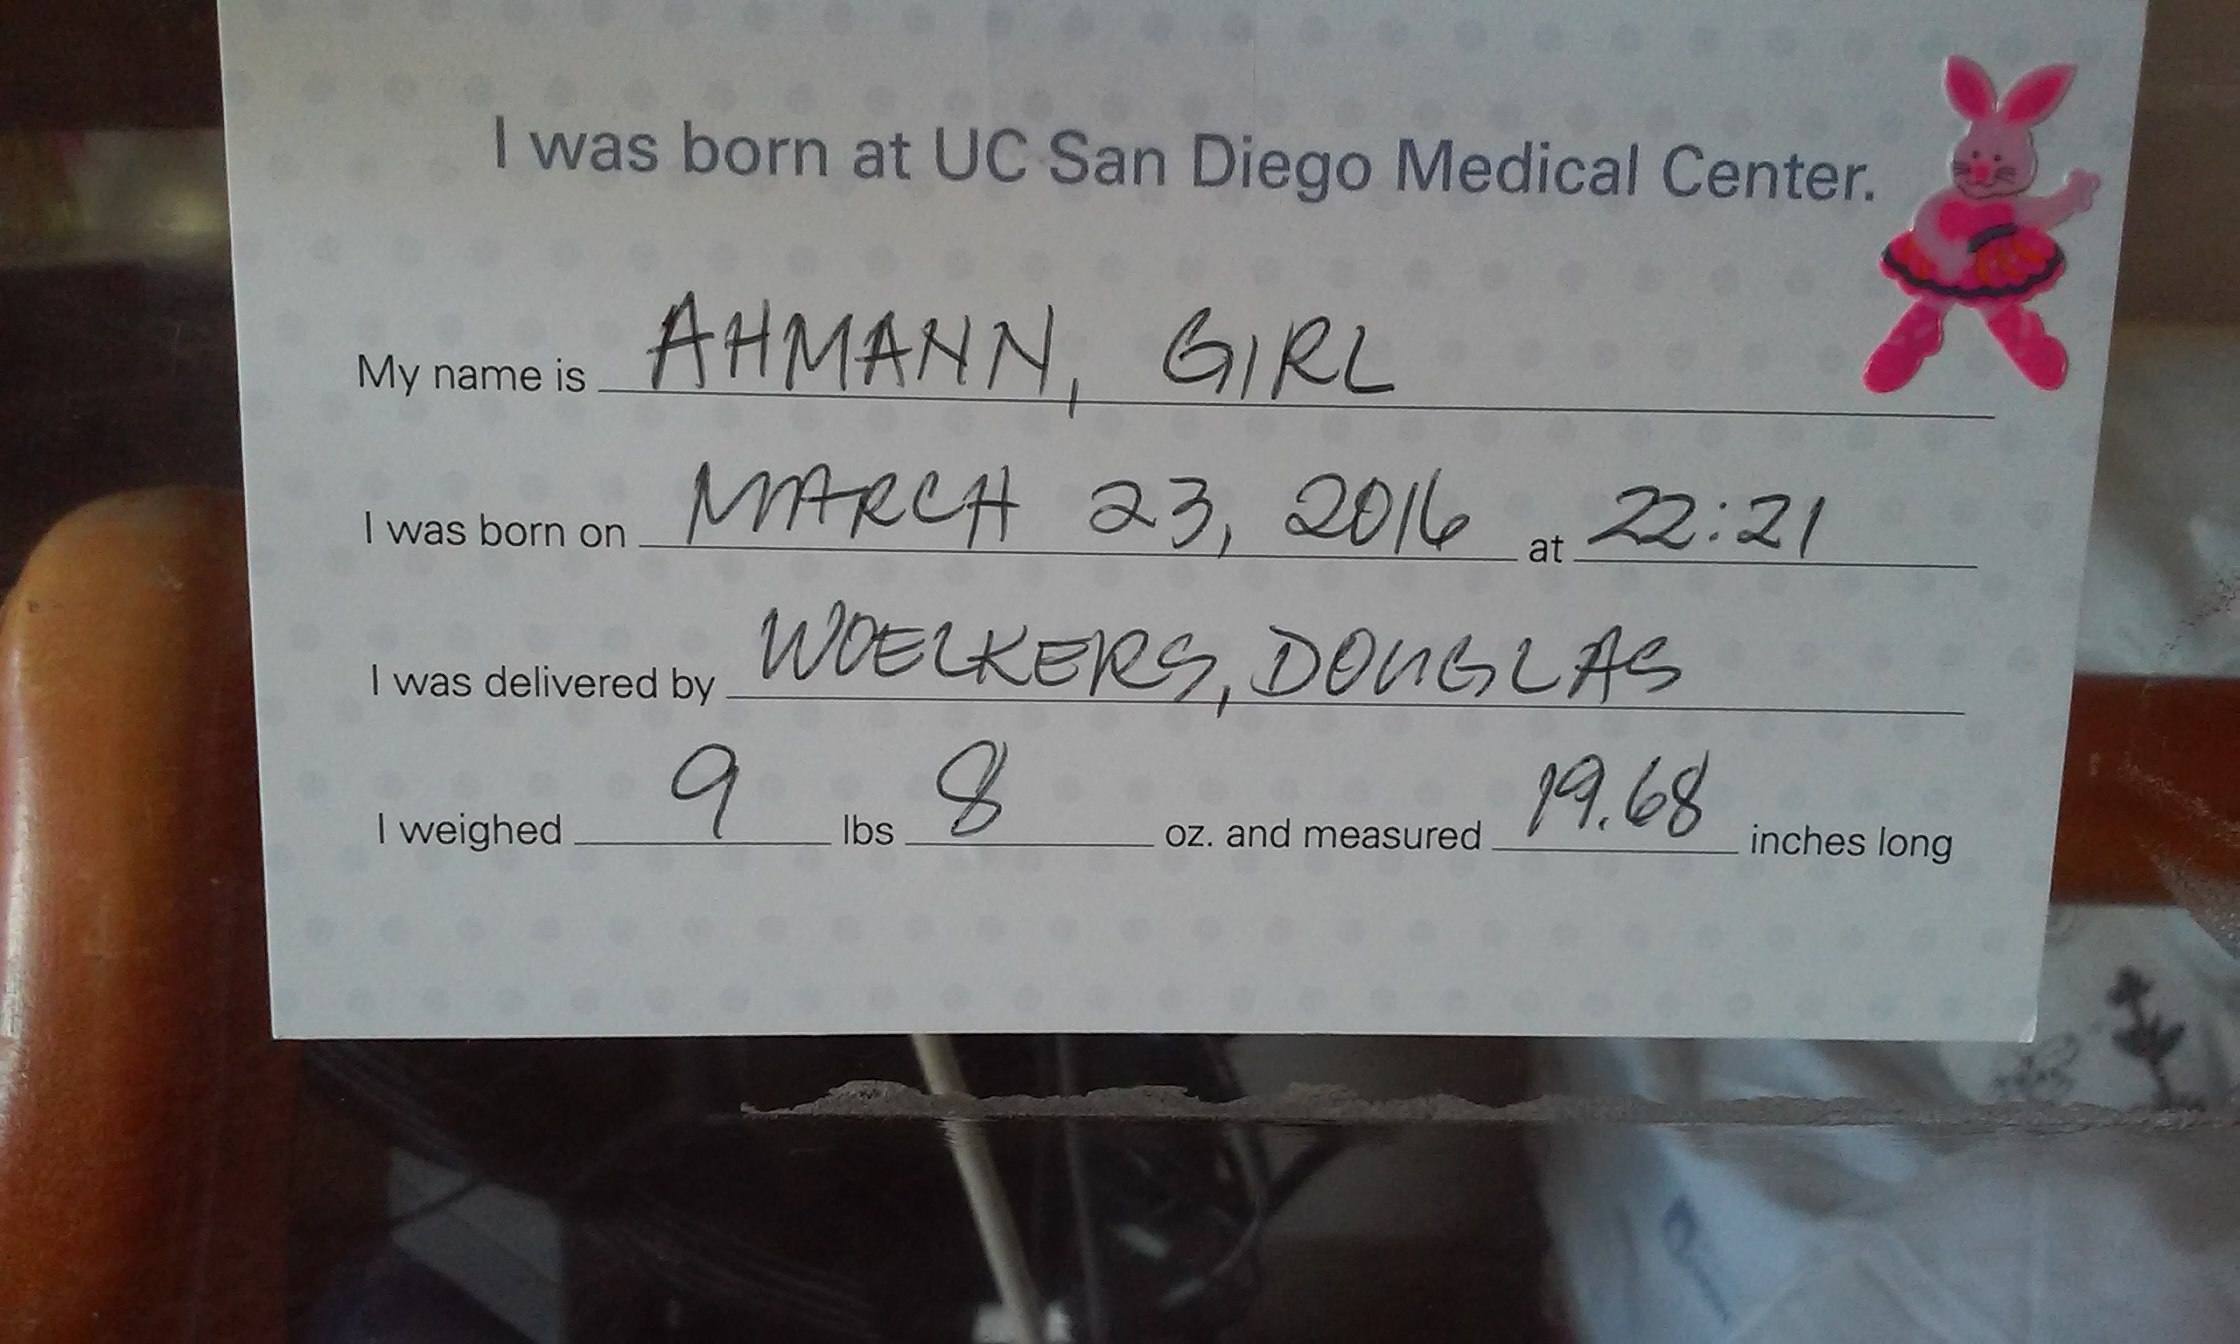 I was born at UC San Diego Medical Center.
My name is AHMANN, GIRL
I was born on MARCH 23, 2016 at 22:21
I was delivered by WOELKERS, DOUGLAS
I weighed 9 lbs 8 oz. and measured 19.68 inches long